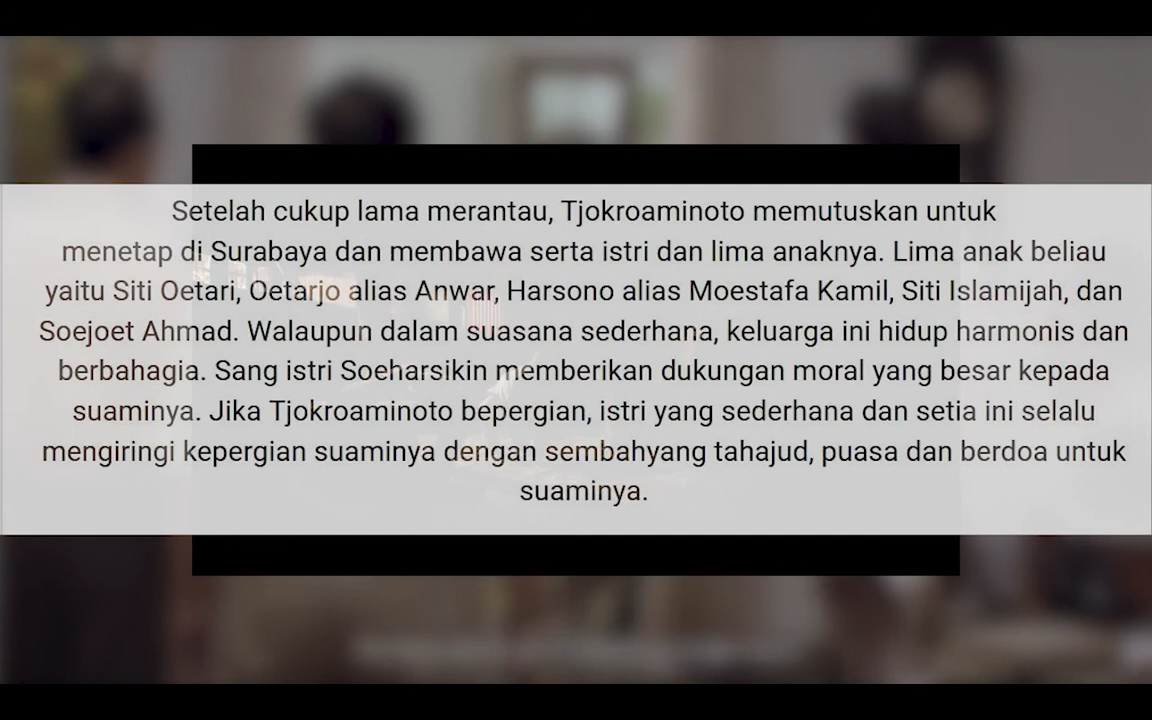 Setelah cukup lama merantau, Tjokroaminoto memutuskan untuk
menetap di Surabaya dan membawa serta istri dan lima anaknya. Lima anak beliau
yaitu Siti Oetari, Oetarjo alias Anwar, Harsono alias Moestafa Kamil, Siti Islamijah, dan
Soejoet Ahmad. Walaupun dalam suasana sederhana, keluarga ini hidup harmonis dan
berbahagia. Sang istri Soeharsikin memberikan dukungan moral yang besar kepada
suaminya. Jika Tjokroaminoto bepergian, istri yang sederhana dan setia ini selalu
mengiringi kepergian suaminya dengan sembahyang tahajud, puasa dan berdoa untuk
suaminya.